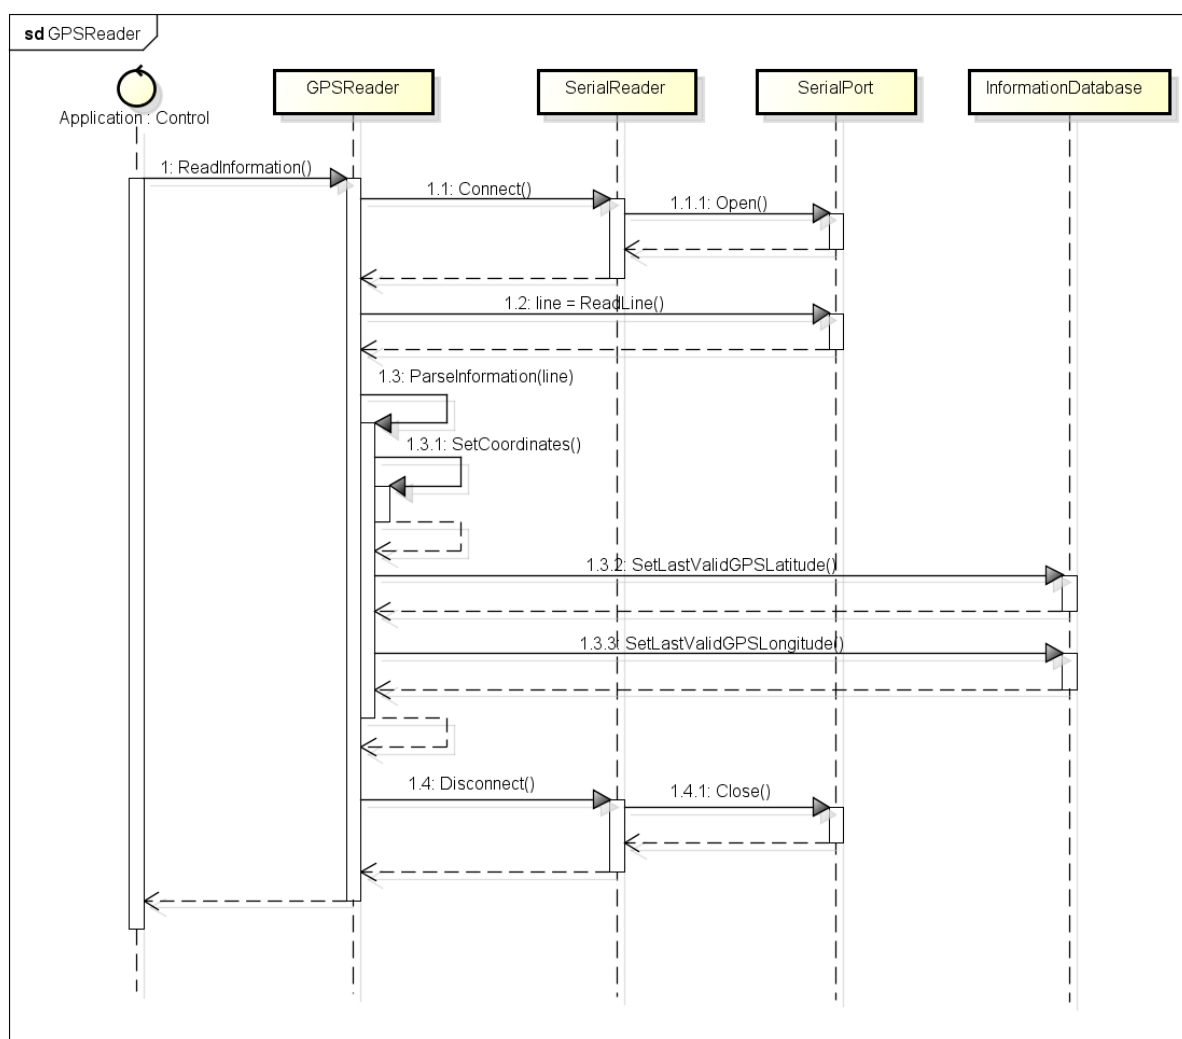 sd GPSReader
Application : Control
GPSReader
SerialReader
SerialPort
InformationDatabase
1: ReadInformation()
1.1: Connect()
1.1.1: Open()
1.2: line = ReadLine()
1.3: ParseInformation(line)
1.3.1: SetCoordinates()
1.3.2: SetLastValidGPSLatitude()
1.3.3: SetLastValidGPSLongitude()
1.4: Disconnect()
1.4.1: Close()